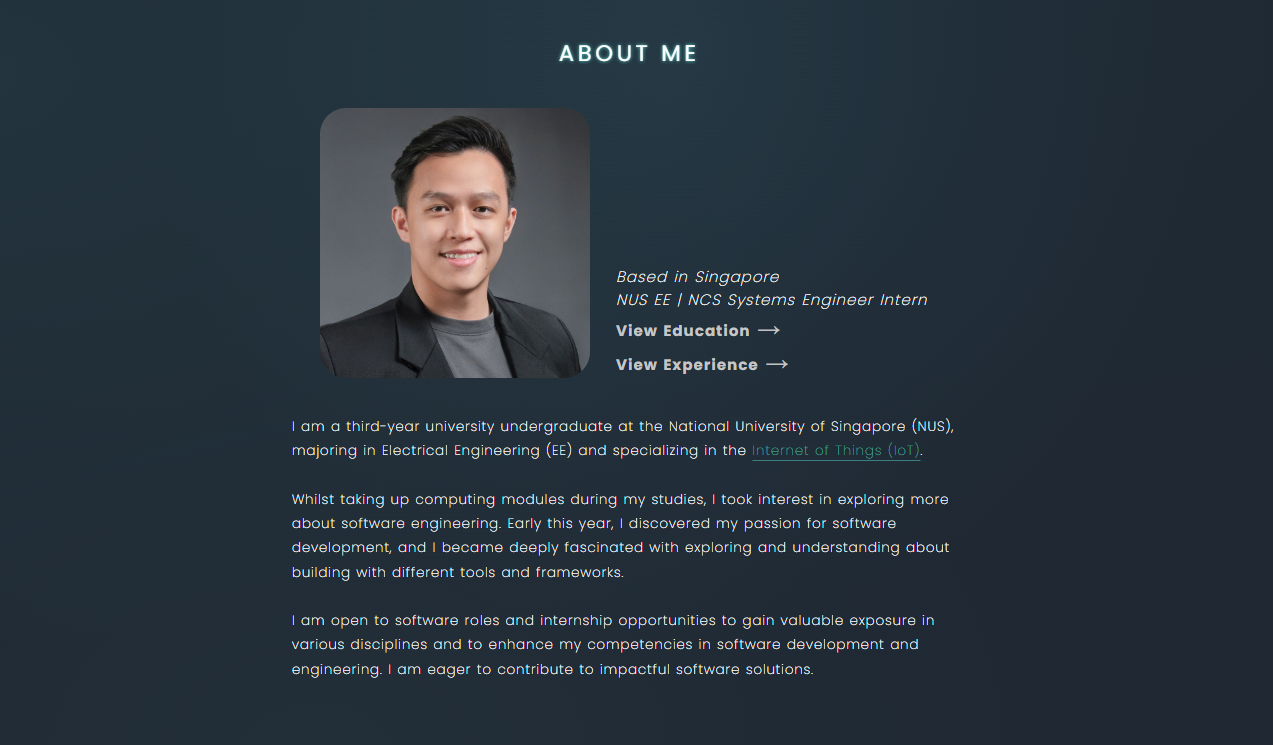 ABOUT ME
Based in Singapore
NUS EE | NCS Systems Engineer Intern
View Education →
View Experience →
I am a third-year university undergraduate at the National University of Singapore (NUS),
majoring in Electrical Engineering (EE) and specializing in the Internet of Things (IoT).
Whilst taking up computing modules during my studies, I took interest in exploring more
about software engineering. Early this year, I discovered my passion for software
development, and I became deeply fascinated with exploring and understanding about
building with different tools and frameworks.
I am open to software roles and internship opportunities to gain valuable exposure in
various disciplines and to enhance my competencies in software development and
engineering. I am eager to contribute to impactful software solutions.